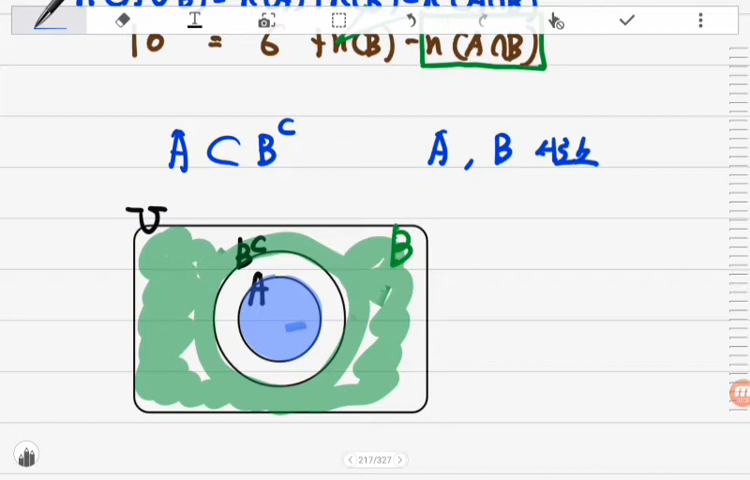 10 = 6 + n(B) - n(A∩B)
A ⊂ B^C A, B 서로소
U
B^C B
A
217/327